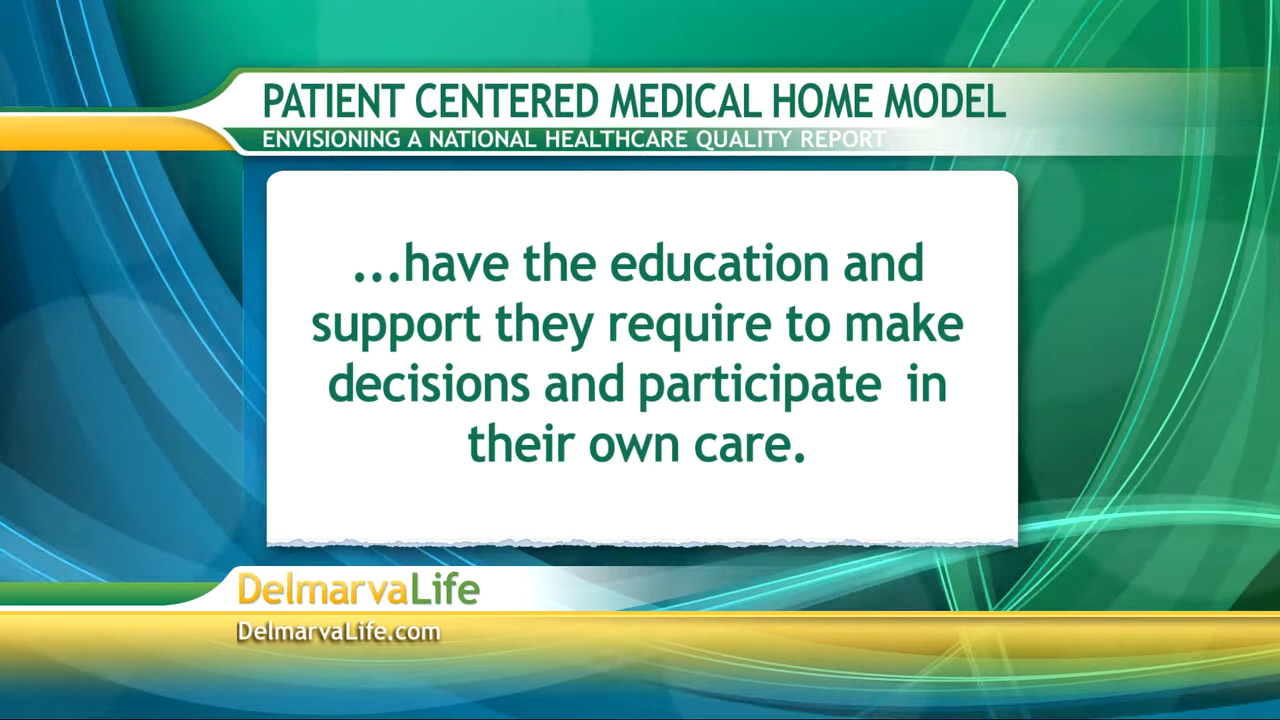 PATIENT CENTERED MEDICAL HOME MODEL
ENVISIONING A NATIONAL HEALTHCARE QUALITY REPORT
...have the education and
support they require to make
decisions and participate  in
their own care.
DelmarvaLife
DelmarvaLife.com